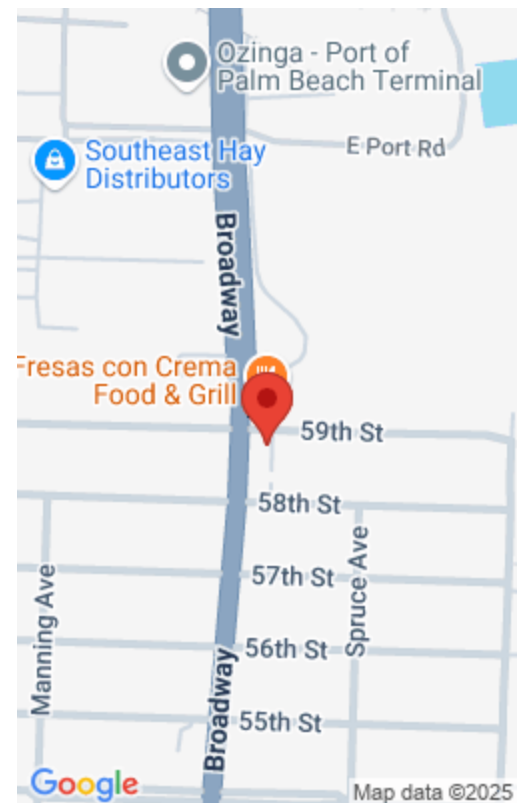 Ozinga - Port of
Palm Beach Terminal
E Port Rd
Southeast Hay
Distributors
Broadway
Fresas con Crema
Food & Grill
59th St
58th St
57th St
Spruce Ave
Manning Ave
56th St
Broadway
55th St
Google
Map data ©2025